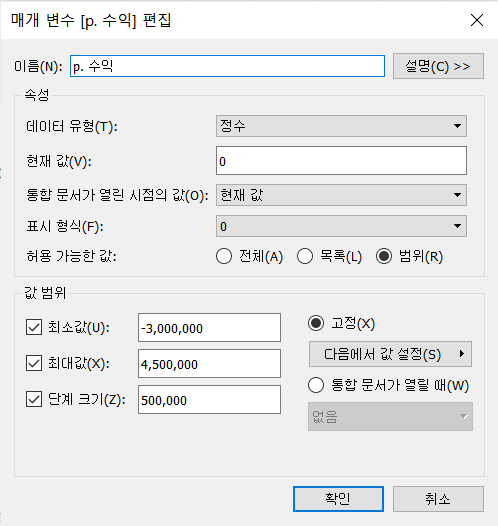 매개 변수 [p. 수익] 편집
이름(N): p. 수익 설명(C) >>
속성
데이터 유형(T): 정수
현재 값(V): 0
통합 문서가 열린 시점의 값(O): 현재 값
표시 형식(F): 0
허용 가능한 값: 전체(A) 목록(L) 범위(R)
값 범위
최소값(U): -3,000,000 고정(X)
최대값(X): 4,500,000 다음에서 값 설정(S)
단계 크기(Z): 500,000 통합 문서가 열릴 때(W)
없음
확인 취소